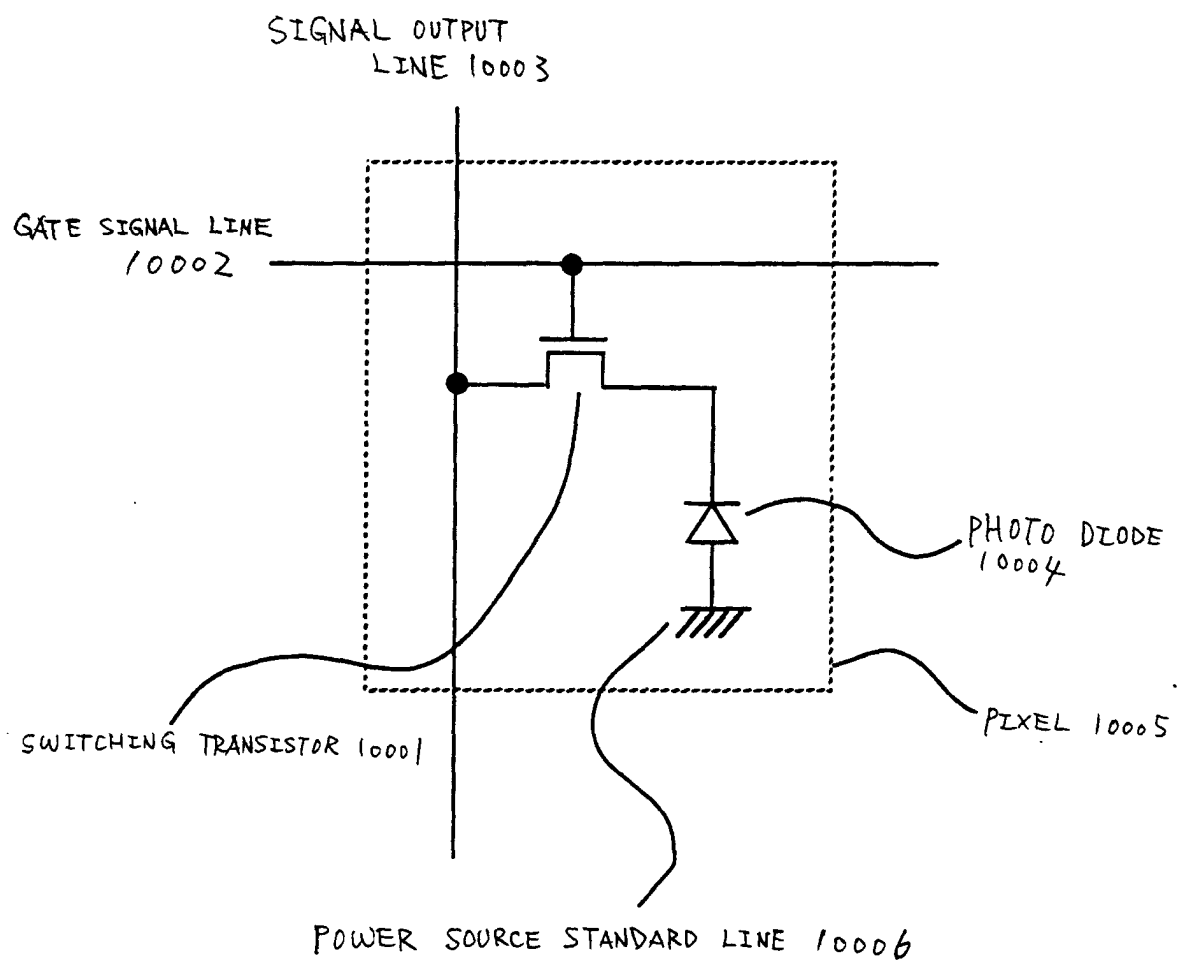 SIGNAL OUTPUT
LINE 10003
GATE SIGNAL LINE
10002
PHOTO DIODE
10004
PIXEL 10005
SWITCHING TRANSISTOR 10001
POWER SOURCE STANDARD LINE 10006